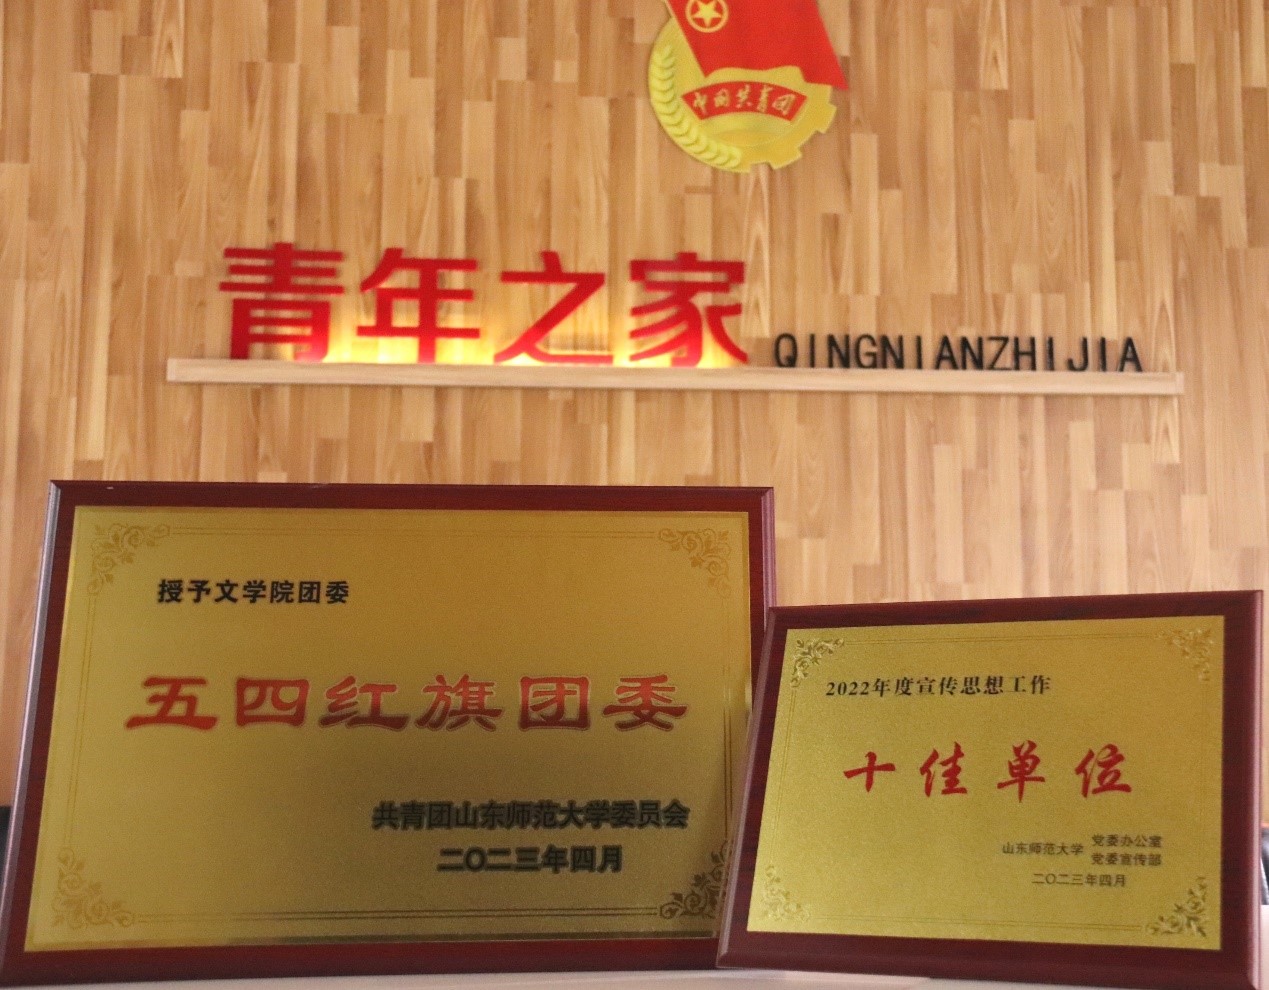 中国共青团
青年之家 QINGNIANZHIJIA
授予文学院团委
五四红旗团委
共青团山东师范大学委员会
二〇二三年四月
2022年度宣传思想工作
十佳单位
山东师范大学 党委办公室
党委宣传部
二〇二三年四月